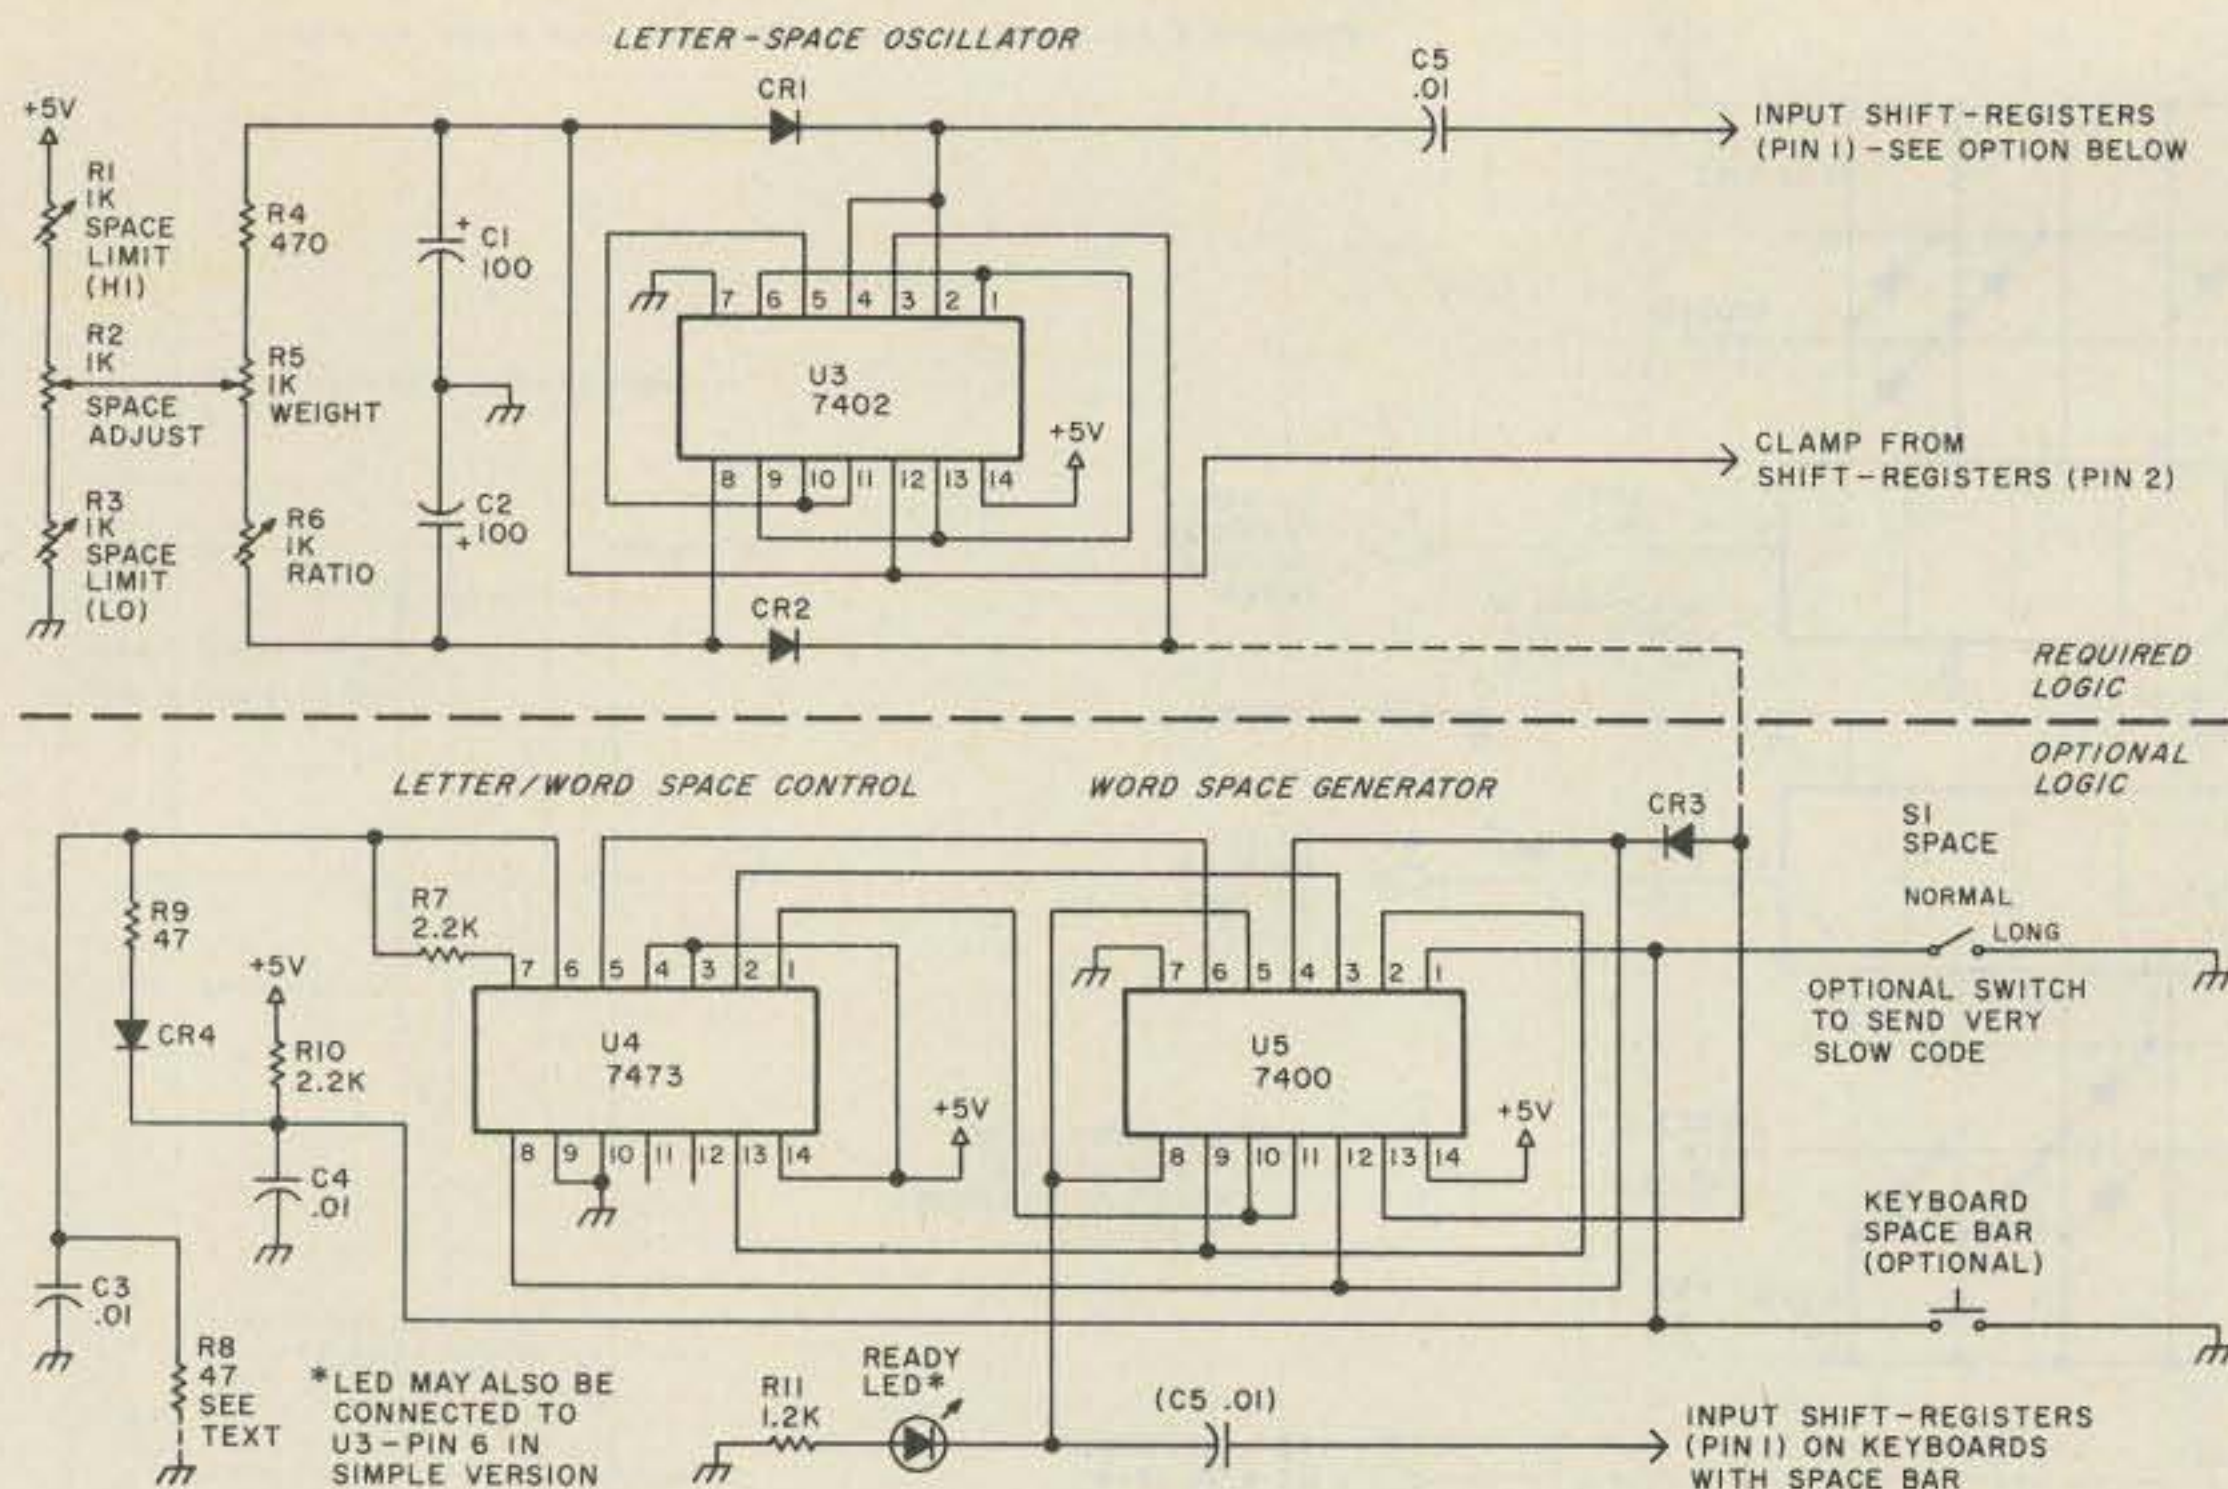 LETTER-SPACE OSCILLATOR
+5V
R1
1K
SPACE
LIMIT
(HI)
R2
1K
SPACE
ADJUST
R3
1K
SPACE
LIMIT
(LO)
R4
470
R5
1K
WEIGHT
R6
1K
RATIO
C1
100
+
C2
100
+
CR1
7 6 5 4 3 2 1
U3
7402
8 9 10 11 12 13 14
+5V
CR2
C5
.01
INPUT SHIFT-REGISTERS
(PIN 1)-SEE OPTION BELOW
CLAMP FROM
SHIFT-REGISTERS (PIN 2)
REQUIRED
LOGIC
OPTIONAL
LOGIC
LETTER/WORD SPACE CONTROL
WORD SPACE GENERATOR
CR3
S1
SPACE
NORMAL
LONG
OPTIONAL SWITCH
TO SEND VERY
SLOW CODE
R9
47
R7
2.2K
+5V
CR4
R10
2.2K
C4
.01
7 6 5 4 3 2 1
U4
7473
8 9 10 11 12 13 14
+5V
7 6 5 4 3 2 1
U5
7400
8 9 10 11 12 13 14
+5V
KEYBOARD
SPACE BAR
(OPTIONAL)
C3
.01
R8
47
SEE
TEXT
*LED MAY ALSO BE
CONNECTED TO
U3-PIN 6 IN
SIMPLE VERSION
R11
1.2K
READY
LED*
(C5 .01)
INPUT SHIFT-REGISTERS
(PIN 1) ON KEYBOARDS
WITH SPACE BAR